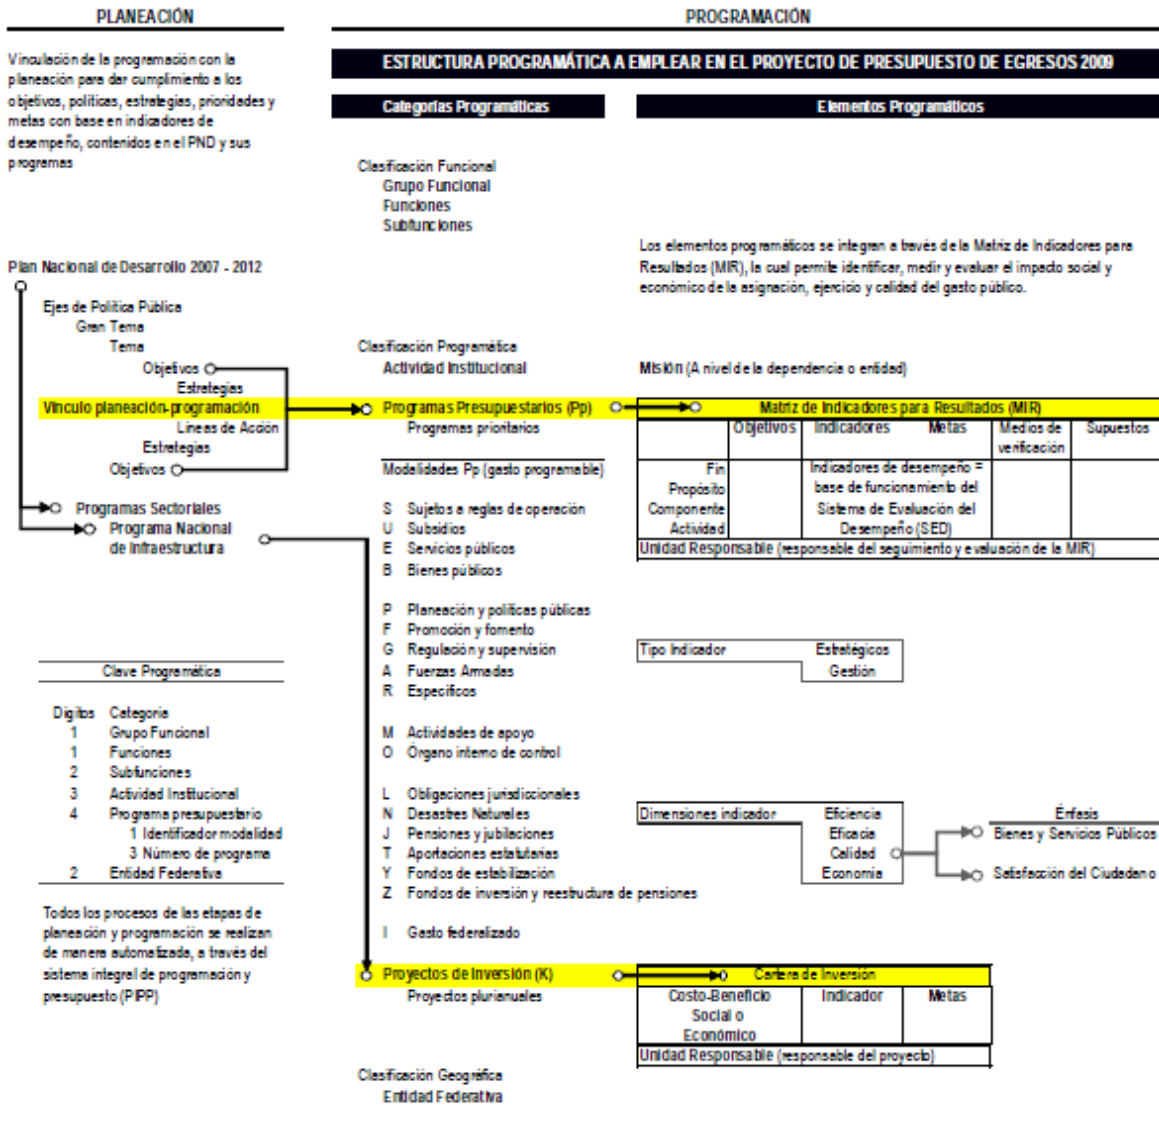 PLANEACIÓN
Vinculación de la programación con la
planeación para dar cumplimiento a los
objetivos, políticas, estrategias, prioridades y
metas con base en indicadores de
desempeño, contenidos en el PND y sus
programas
Plan Nacional de Desarrollo 2007 - 2012
Ejes de Política Pública
Gran Tema
Tema
Objetivos
Estrategias
Vínculo planeación-programación
Líneas de Acción
Estrategias
Objetivos
Programas Sectoriales
Programa Nacional
de Infraestructura
Clave Programática
Dígitos Categoría
1 Grupo Funcional
1 Funciones
2 Subfunciones
3 Actividad Institucional
4 Programa presupuestario
1 Identificador modalidad
3 Número de programa
2 Entidad Federativa
Todos los procesos de las etapas de
planeación y programación se realizan
de manera automatizada, a través del
sistema integral de programación y
presupuesto (PIPP)
PROGRAMACIÓN
ESTRUCTURA PROGRAMÁTICA A EMPLEAR EN EL PROYECTO DE PRESUPUESTO DE EGRESOS 2009
Categorías Programáticas
Clasificación Funcional
Grupo Funcional
Funciones
Subfunciones
Clasificación Programática
Actividad Institucional
Programas Presupuestarios (Pp)
Programas prioritarios
Modalidades Pp (gasto programable)
S Sujetos a reglas de operación
U Subsidios
E Servicios públicos
B Bienes públicos
P Planeación y políticas públicas
F Promoción y fomento
G Regulación y supervisión
A Fuerzas Armadas
R Específicos
M Actividades de apoyo
O Órgano interno de control
L Obligaciones jurisdiccionales
N Desastres Naturales
J Pensiones y jubilaciones
T Aportaciones estatutarias
Y Fondos de estabilización
Z Fondos de inversión y reestructura de pensiones
I Gasto federalizado
Proyectos de Inversión (K)
Proyectos plurianuales
Clasificación Geográfica
Entidad Federativa
Elementos Programáticos
Los elementos programáticos se integran a través de la Matriz de Indicadores para
Resultados (MIR), la cual permite identificar, medir y evaluar el impacto social y
económico de la asignación, ejercicio y calidad del gasto público.
Misión (A nivel de la dependencia o entidad)
Matriz de Indicadores para Resultados (MIR)
Objetivos Indicadores Metas Medios de Supuestos
verificación
Fin Indicadores de desempeño =
Propósito base de funcionamiento del
Componente Sistema de Evaluación del
Actividad Desempeño (SED)
Unidad Responsable (responsable del seguimiento y evaluación de la MIR)
Tipo Indicador Estratégicos
Gestión
Dimensiones indicador Eficiencia Énfasis
Eficacia Bienes y Servicios Públicos
Calidad
Economía Satisfacción del Ciudadano
Cartera de Inversión
Costo-Beneficio Indicador Metas
Social o
Económico
Unidad Responsable (responsable del proyecto)